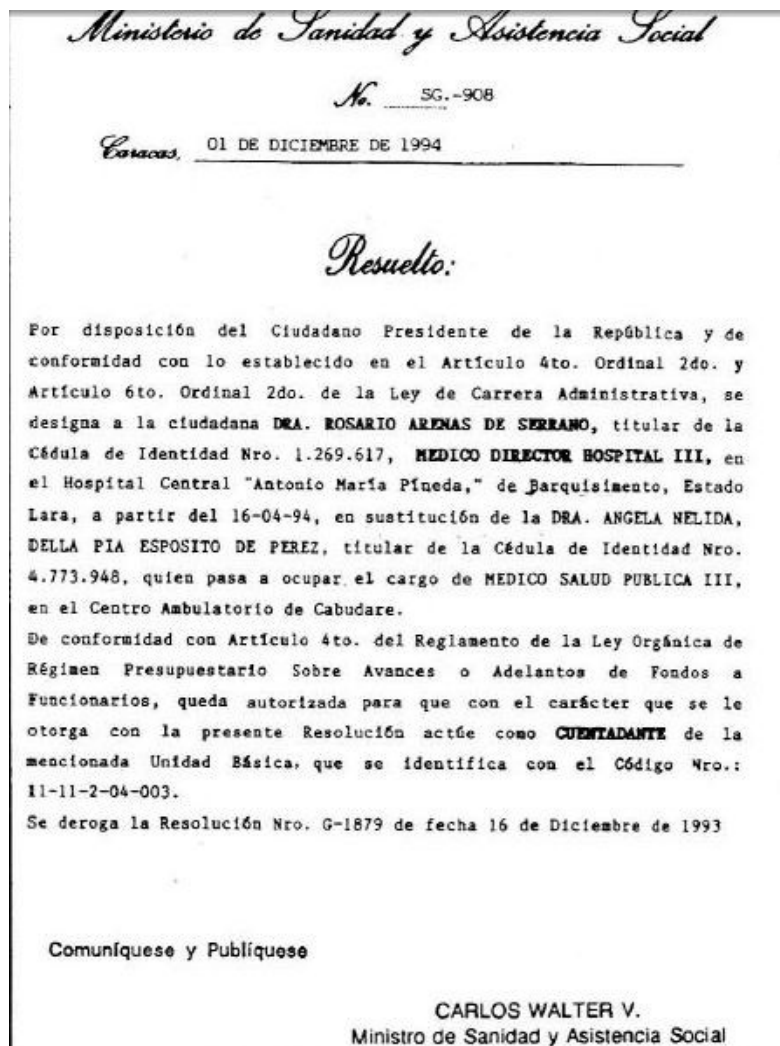 Ministerio de Sanidad y Asistencia Social
No. SG.-908
Caracas, 01 DE DICIEMBRE DE 1994
Resuelto:
Por disposición del Ciudadano Presidente de la República y de
conformidad con lo establecido en el Artículo 4to. Ordinal 2do. y
Artículo 6to. Ordinal 2do. de la Ley de Carrera Administrativa, se
designa a la ciudadana DRA. ROSARIO ARENAS DE SERRANO, titular de la
Cédula de Identidad Nro. 1.269.617, MEDICO DIRECTOR HOSPITAL III, en
el Hospital Central "Antonio María Pineda," de Barquisimento, Estado
Lara, a partir del 16-04-94, en sustitución de la DRA. ANGELA NELIDA,
DELLA PIA ESPOSITO DE PEREZ, titular de la Cédula de Identidad Nro.
4.773.948, quien pasa a ocupar el cargo de MEDICO SALUD PUBLICA III,
en el Centro Ambulatorio de Cabudare.
De conformidad con Artículo 4to. del Reglamento de la Ley Orgánica de
Régimen Presupuestario Sobre Avances o Adelantos de Fondos a
Funcionarios, queda autorizada para que con el carácter que se le
otorga con la presente Resolución actúe como CUENTADANTE de la
mencionada Unidad Básica, que se identifica con el Código Nro.:
11-11-2-04-003.
Se deroga la Resolución Nro. G-1879 de fecha 16 de Diciembre de 1993
Comuníquese y Publíquese
CARLOS WALTER V.
Ministro de Sanidad y Asistencia Social